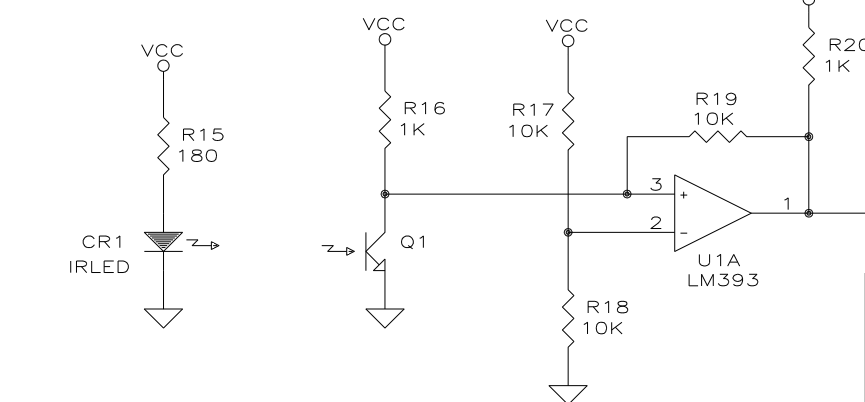 VCC
R15
180
CR1
IRLED
VCC
R16
1K
Q1
VCC
R17
10K
R18
10K
R19
10K
3
+
2
-
1
U1A
LM393
R20
1K